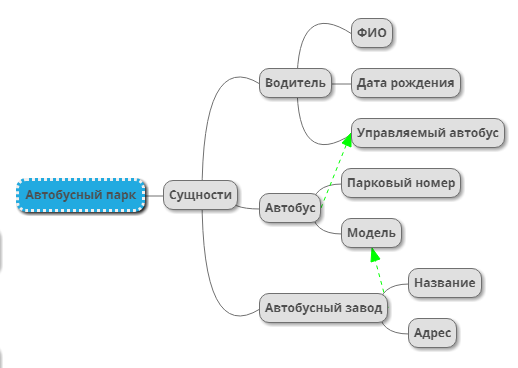 Автобусный парк
Сущности
Водитель
ФИО
Дата рождения
Управляемый автобус
Автобус
Парковый номер
Модель
Автобусный завод
Название
Адрес